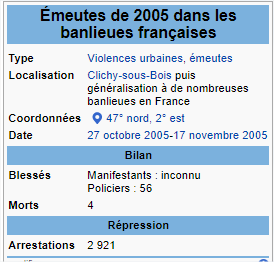 Émeutes de 2005 dans les
banlieues françaises
Type Violences urbaines, émeutes
Localisation Clichy-sous-Bois puis
généralisation à de nombreuses
banlieues en France
Coordonnées 47° nord, 2° est
Date 27 octobre 2005-17 novembre 2005
Bilan
Blessés Manifestants : inconnu
Policiers : 56
Morts 4
Répression
Arrestations 2 921